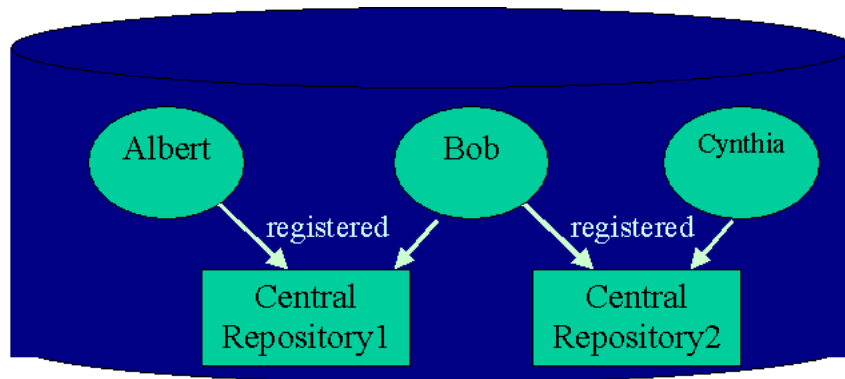 Albert
Bob
Cynthia
registered
registered
Central
Repository1
Central
Repository2